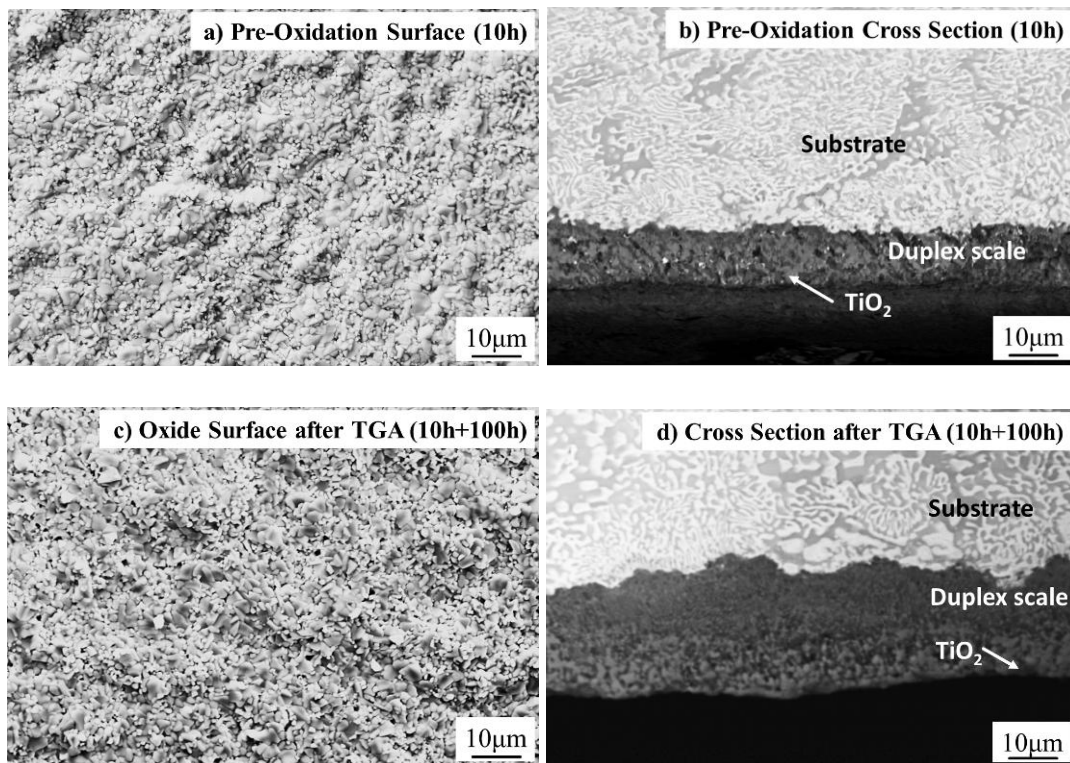 a) Pre-Oxidation Surface (10h)
10μm
b) Pre-Oxidation Cross Section (10h)
Substrate
Duplex scale
TiO₂
10μm
c) Oxide Surface after TGA (10h+100h)
10μm
d) Cross Section after TGA (10h+100h)
Substrate
Duplex scale
TiO₂
10μm